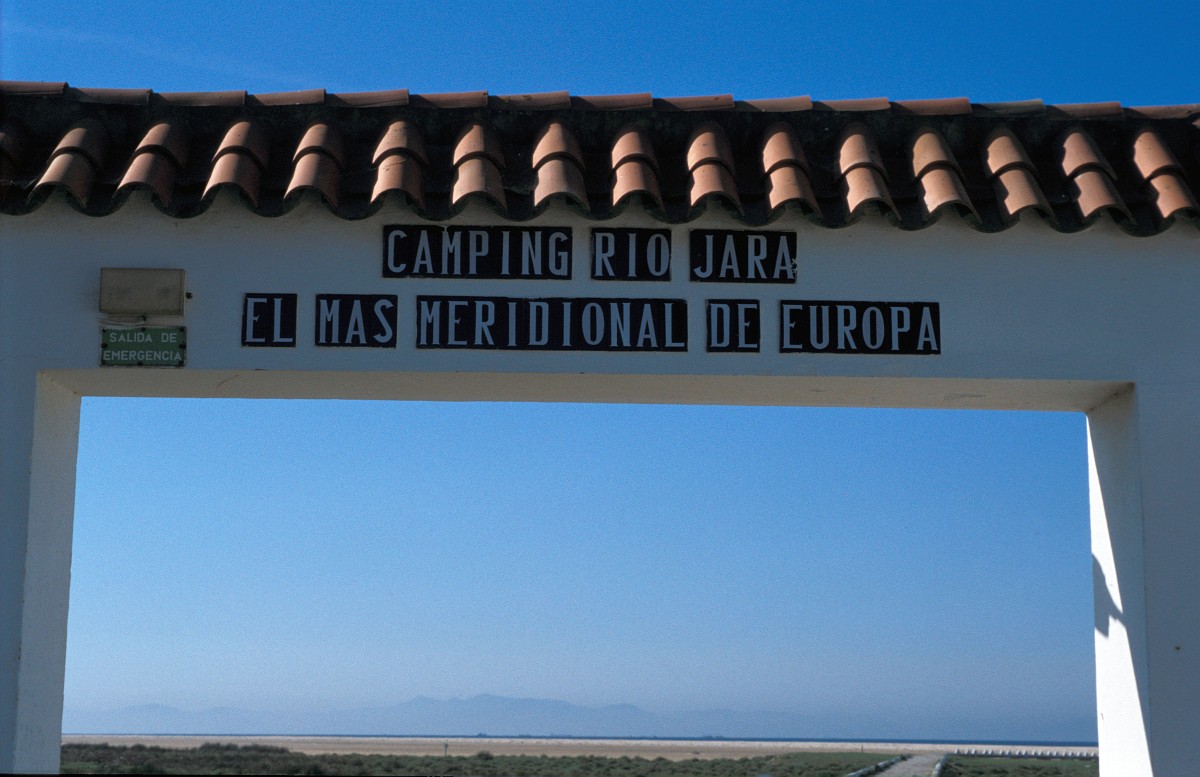 CAMPING RIO JARA
EL MAS MERIDIONAL DE EUROPA
SALIDA DE
EMERGENCIA